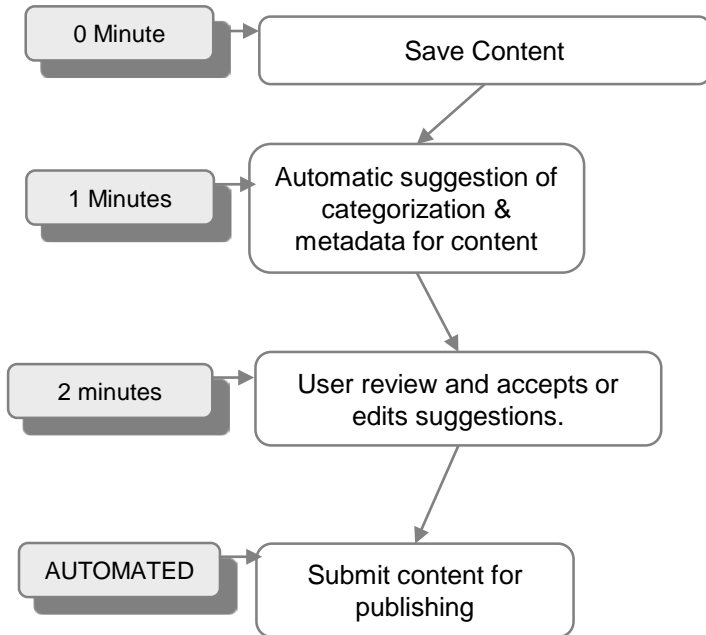 0 Minute
Save Content
1 Minutes
Automatic suggestion of
categorization &
metadata for content
2 minutes
User review and accepts or
edits suggestions.
AUTOMATED
Submit content for
publishing